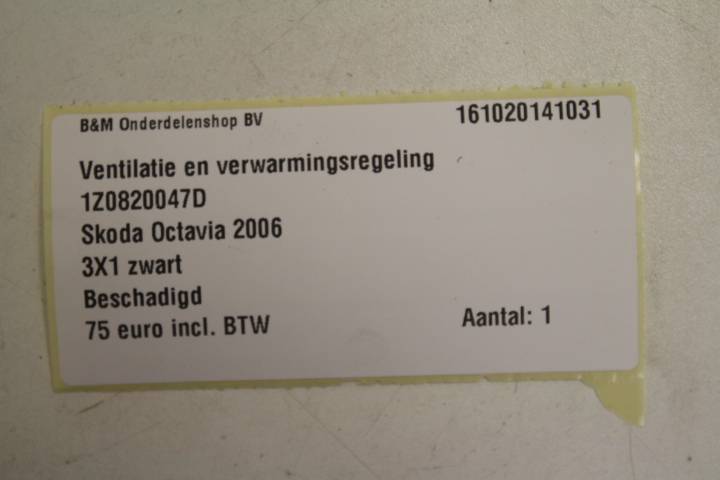 B&M Onderdelenshop BV 161020141031
Ventilatie en verwarmingsregeling
1Z0820047D
Skoda Octavia 2006
3X1 zwart
Beschadigd
75 euro incl. BTW Aantal: 1